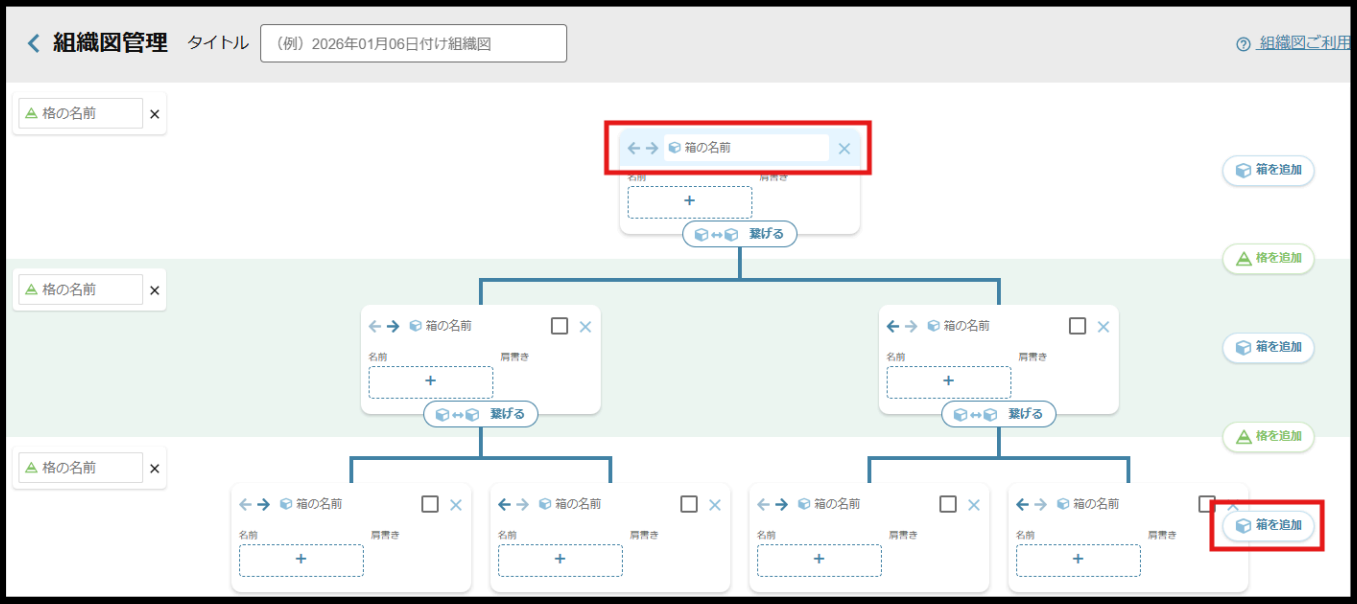 組織図管理 タイトル （例）2026年01月06日付け組織図 組織図ご利用
格の名前
箱の名前
箱を追加
名前 肩書き
繋げる
格を追加
格の名前
箱の名前 箱の名前
箱を追加
名前 肩書き 名前 肩書き
繋げる 繋げる
格を追加
格の名前
箱の名前 箱の名前 箱の名前 箱の名前
箱を追加
名前 肩書き 名前 肩書き 名前 肩書き 名前 肩書き